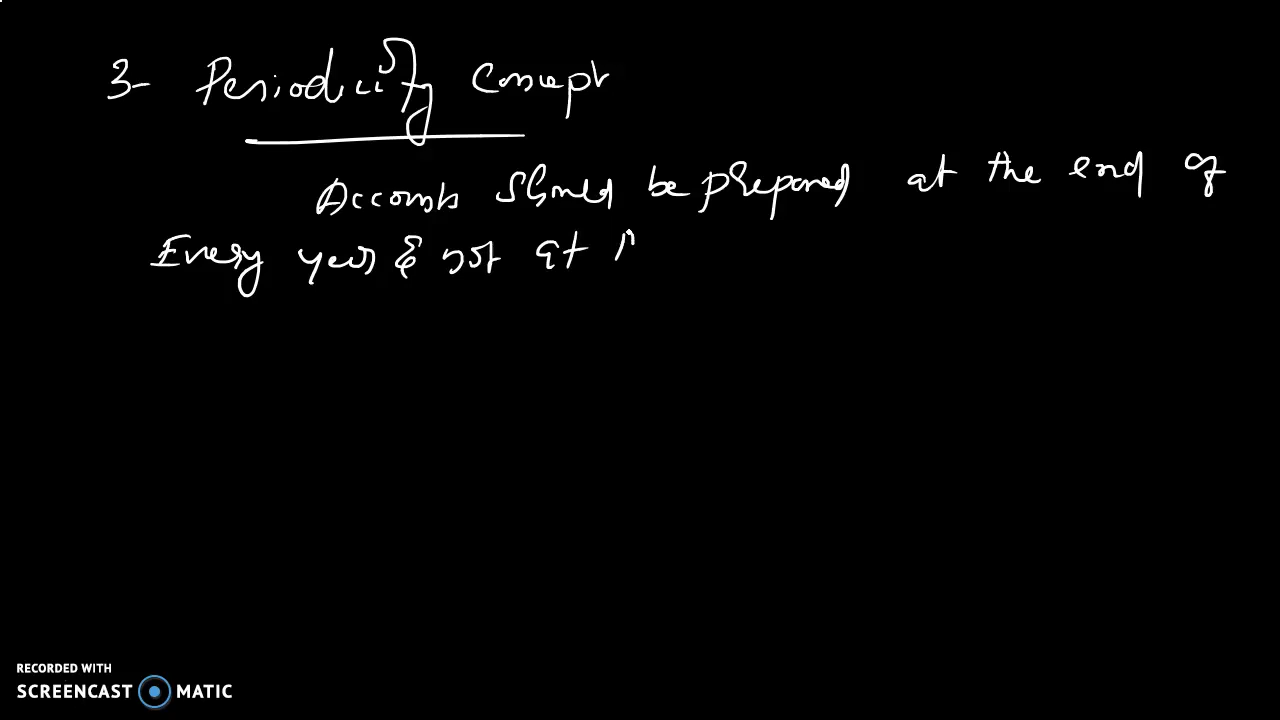 3- Periodicity Concept
Accounts should be prepared at the end of
Every year & not at
RECORDED WITH
SCREENCAST MATIC